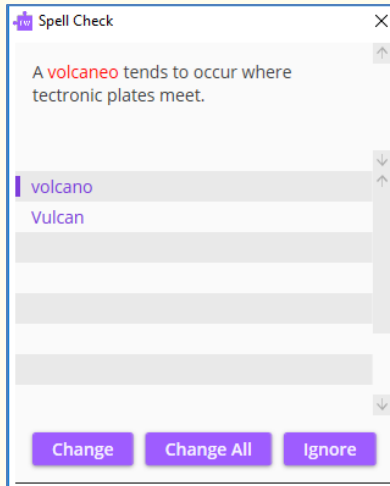 Spell Check
A volcaneo tends to occur where
tectronic plates meet.
volcano
Vulcan
Change
Change All
Ignore